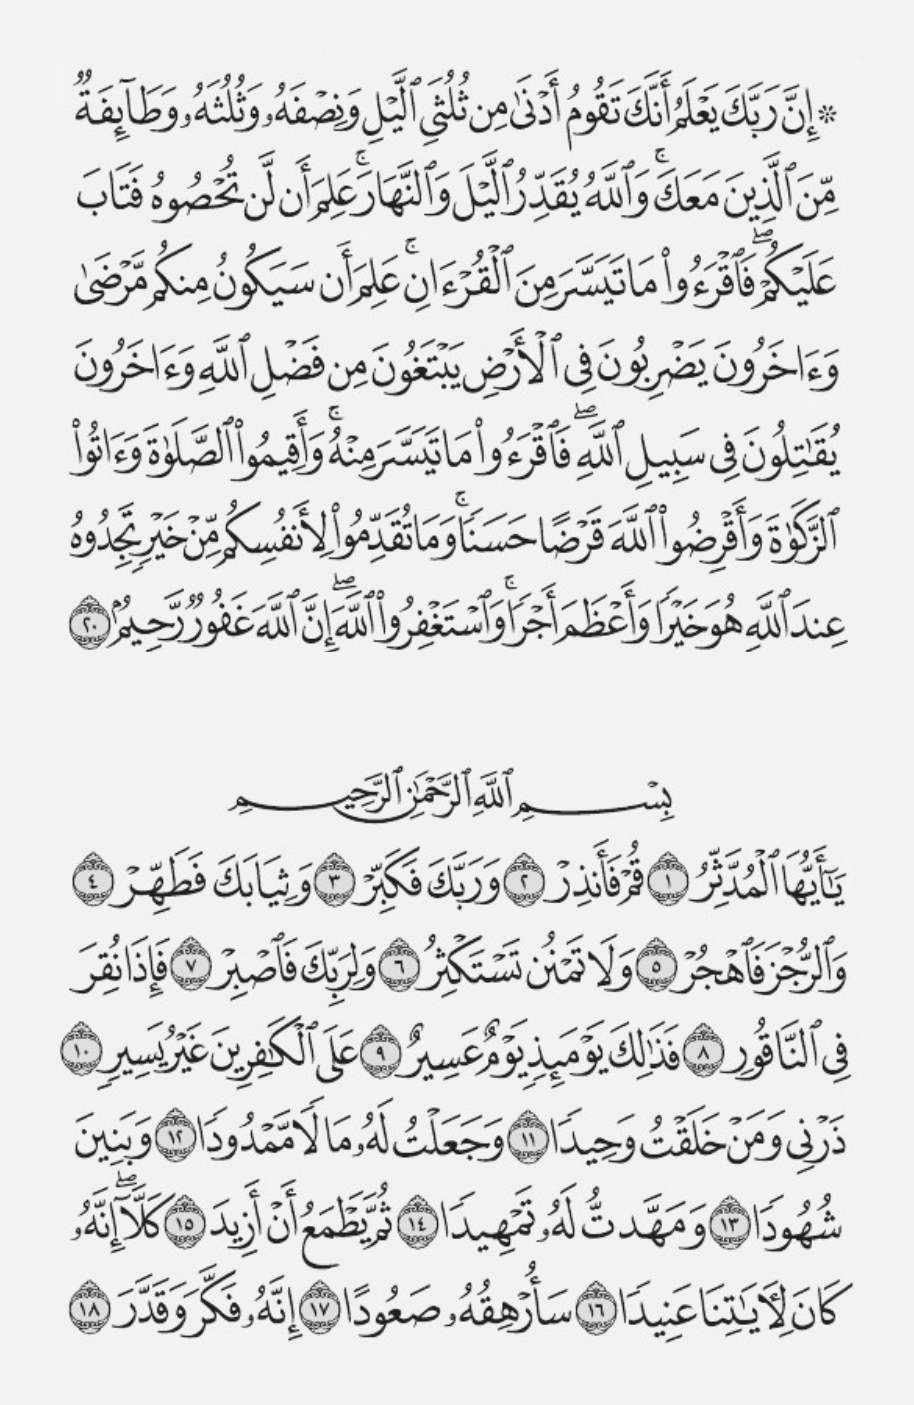 ۞ إِنَّ رَبَّكَ يَعْلَمُ أَنَّكَ تَقُومُ أَدْنَىٰ مِن ثُلُثَيِ ٱلَّيْلِ وَنِصْفَهُۥ وَثُلُثَهُۥ وَطَآئِفَةٌ
مِّنَ ٱلَّذِينَ مَعَكَۚ وَٱللَّهُ يُقَدِّرُ ٱلَّيْلَ وَٱلنَّهَارَۚ عَلِمَ أَن لَّن تُحْصُوهُ فَتَابَ
عَلَيْكُمْۖ فَٱقْرَءُوا۟ مَا تَيَسَّرَ مِنَ ٱلْقُرْءَانِۚ عَلِمَ أَن سَيَكُونُ مِنكُم مَّرْضَىٰ
وَءَاخَرُونَ يَضْرِبُونَ فِى ٱلْأَرْضِ يَبْتَغُونَ مِن فَضْلِ ٱللَّهِ وَءَاخَرُونَ
يُقَٰتِلُونَ فِى سَبِيلِ ٱللَّهِۖ فَٱقْرَءُوا۟ مَا تَيَسَّرَ مِنْهُۚ وَأَقِيمُوا۟ ٱلصَّلَوٰةَ وَءَاتُوا۟
ٱلزَّكَوٰةَ وَأَقْرِضُوا۟ ٱللَّهَ قَرْضًا حَسَنًاۚ وَمَا تُقَدِّمُوا۟ لِأَنفُسِكُم مِّنْ خَيْرٍ تَجِدُوهُ
عِندَ ٱللَّهِ هُوَ خَيْرًا وَأَعْظَمَ أَجْرًاۚ وَٱسْتَغْفِرُوا۟ ٱللَّهَۖ إِنَّ ٱللَّهَ غَفُورٌ رَّحِيمٌۢ ٢٠
بِسْمِ ٱللَّهِ ٱلرَّحْمَٰنِ ٱلرَّحِيمِ
يَٰٓأَيُّهَا ٱلْمُدَّثِّرُ ١ قُمْ فَأَنذِرْ ٢ وَرَبَّكَ فَكَبِّرْ ٣ وَثِيَابَكَ فَطَهِّرْ ٤
وَٱلرُّجْزَ فَٱهْجُرْ ٥ وَلَا تَمْنُن تَسْتَكْثِرُ ٦ وَلِرَبِّكَ فَٱصْبِرْ ٧ فَإِذَا نُقِرَ
فِى ٱلنَّاقُورِ ٨ فَذَٰلِكَ يَوْمَئِذٍ يَوْمٌ عَسِيرٌ ٩ عَلَى ٱلْكَٰفِرِينَ غَيْرُ يَسِيرٍ ١٠
ذَرْنِى وَمَنْ خَلَقْتُ وَحِيدًا ١١ وَجَعَلْتُ لَهُۥ مَالًا مَّمْدُودًا ١٢ وَبَنِينَ
شُهُودًا ١٣ وَمَهَّدتُّ لَهُۥ تَمْهِيدًا ١٤ ثُمَّ يَطْمَعُ أَنْ أَزِيدَ ١٥ كَلَّآۖ إِنَّهُۥ
كَانَ لِـَٔايَٰتِنَا عَنِيدًا ١٦ سَأُرْهِقُهُۥ صَعُودًا ١٧ إِنَّهُۥ فَكَّرَ وَقَدَّرَ ١٨